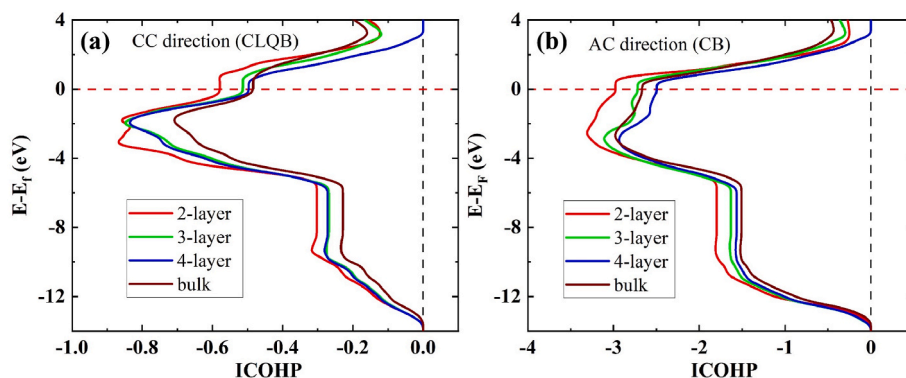 (a) CC direction (CLQB)
4
0
-4
-8
-12
E-E_f (eV)
2-layer
3-layer
4-layer
bulk
-1.0 -0.8 -0.6 -0.4 -0.2 0.0
ICOHP
(b) AC direction (CB)
4
0
-4
-8
-12
E-E_F (eV)
2-layer
3-layer
4-layer
bulk
-4 -3 -2 -1 0
ICOHP